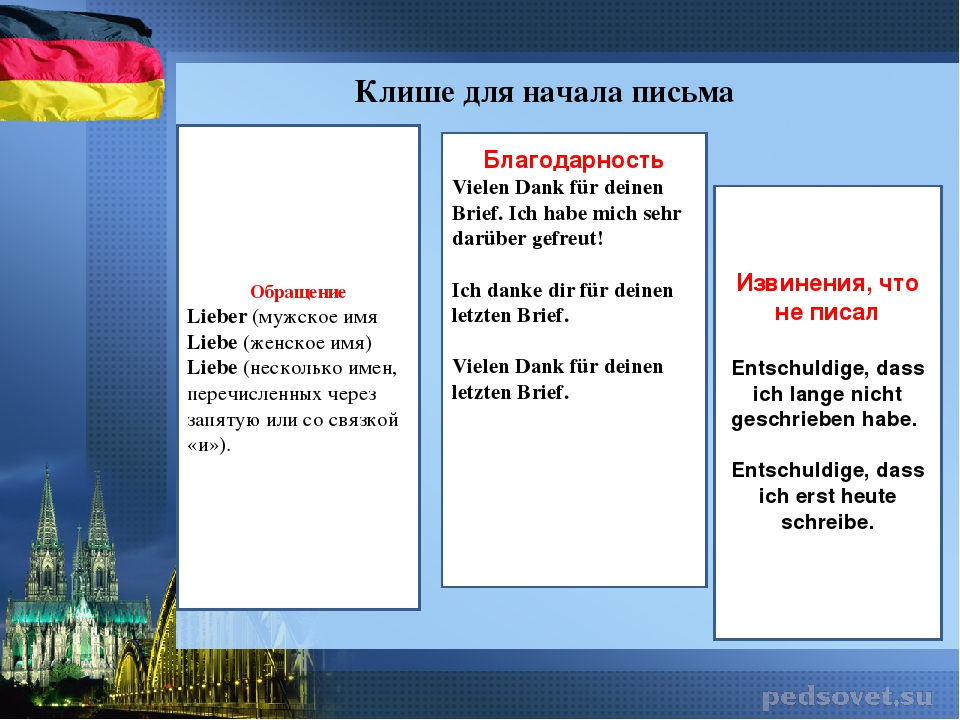 Клише для начала письма
Обращение
Lieber (мужское имя
Liebe (женское имя)
Liebe (несколько имен,
перечисленных через
запятую или со связкой
«и»).
Благодарность
Vielen Dank für deinen
Brief. Ich habe mich sehr
darüber gefreut!
Ich danke dir für deinen
letzten Brief.
Vielen Dank für deinen
letzten Brief.
Извинения, что
не писал
Entschuldige, dass
ich lange nicht
geschrieben habe.
Entschuldige, dass
ich erst heute
schreibe.
pedsovet.su